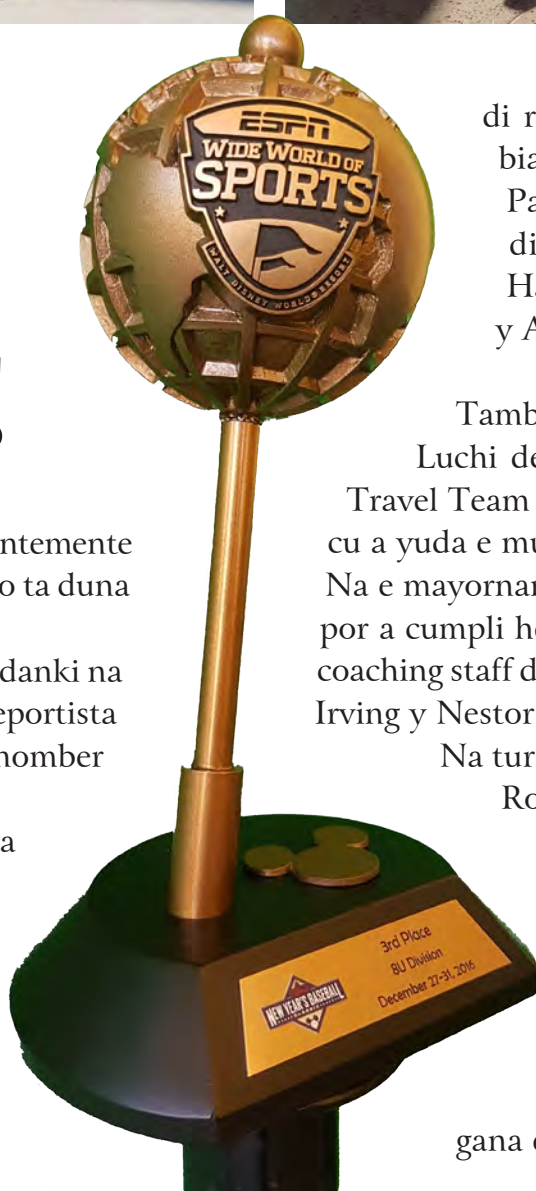 ESPN
WIDE WORLD OF
SPORTS
WALT DISNEY WORLD RESORT
3rd Place
8U Division
December 27-31, 2016
NEW YEAR'S BASEBALL
ntemente
o ta duna
danki na
eportista
nomber
a
di r
bia
Pa
di
Ha
y A
Tamb
Luchi de
Travel Team
cu a yuda e mu
Na e mayornar
por a cumpli he
coaching staff d
Irving y Nestor
Na tur
Ro
gana